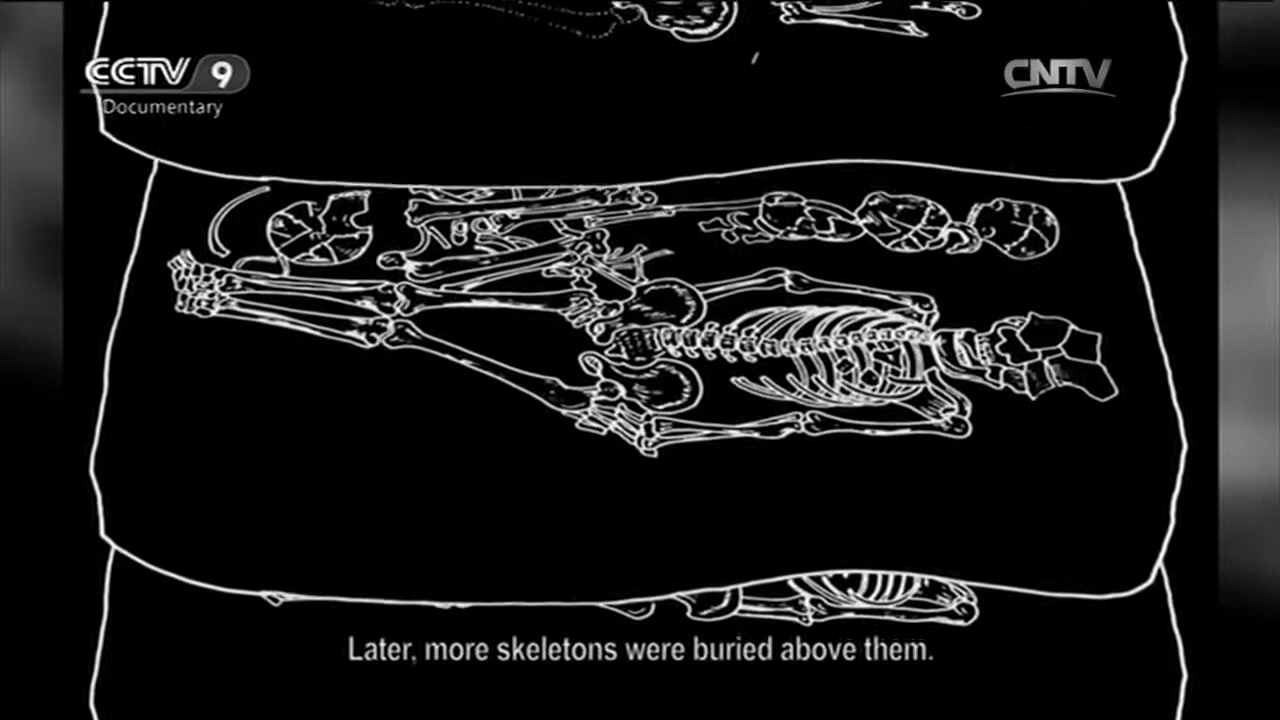 CCTV 9
Documentary
CNTV
Later, more skeletons were buried above them.